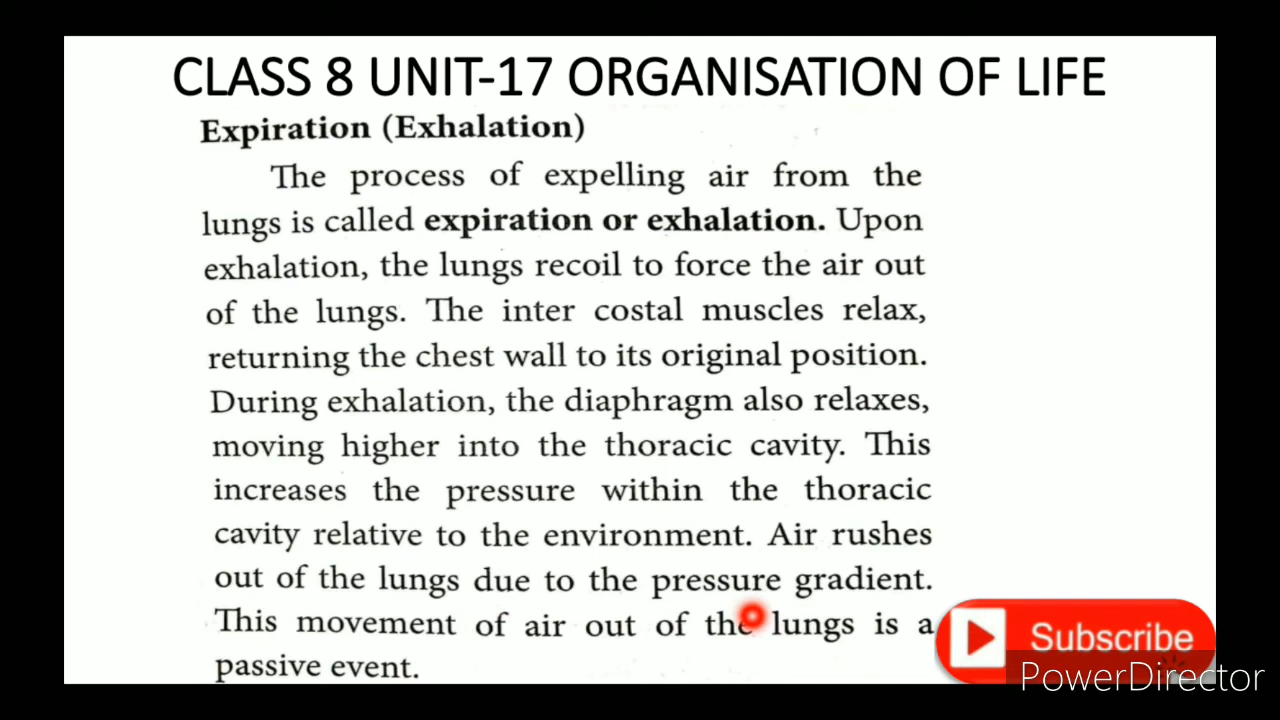 CLASS 8 UNIT-17 ORGANISATION OF LIFE
Expiration (Exhalation)
The process of expelling air from the
lungs is called expiration or exhalation. Upon
exhalation, the lungs recoil to force the air out
of the lungs. The inter costal muscles relax,
returning the chest wall to its original position.
During exhalation, the diaphragm also relaxes,
moving higher into the thoracic cavity. This
increases the pressure within the thoracic
cavity relative to the environment. Air rushes
out of the lungs due to the pressure gradient.
This movement of air out of the lungs is a
passive event.
Subscribe
PowerDirector